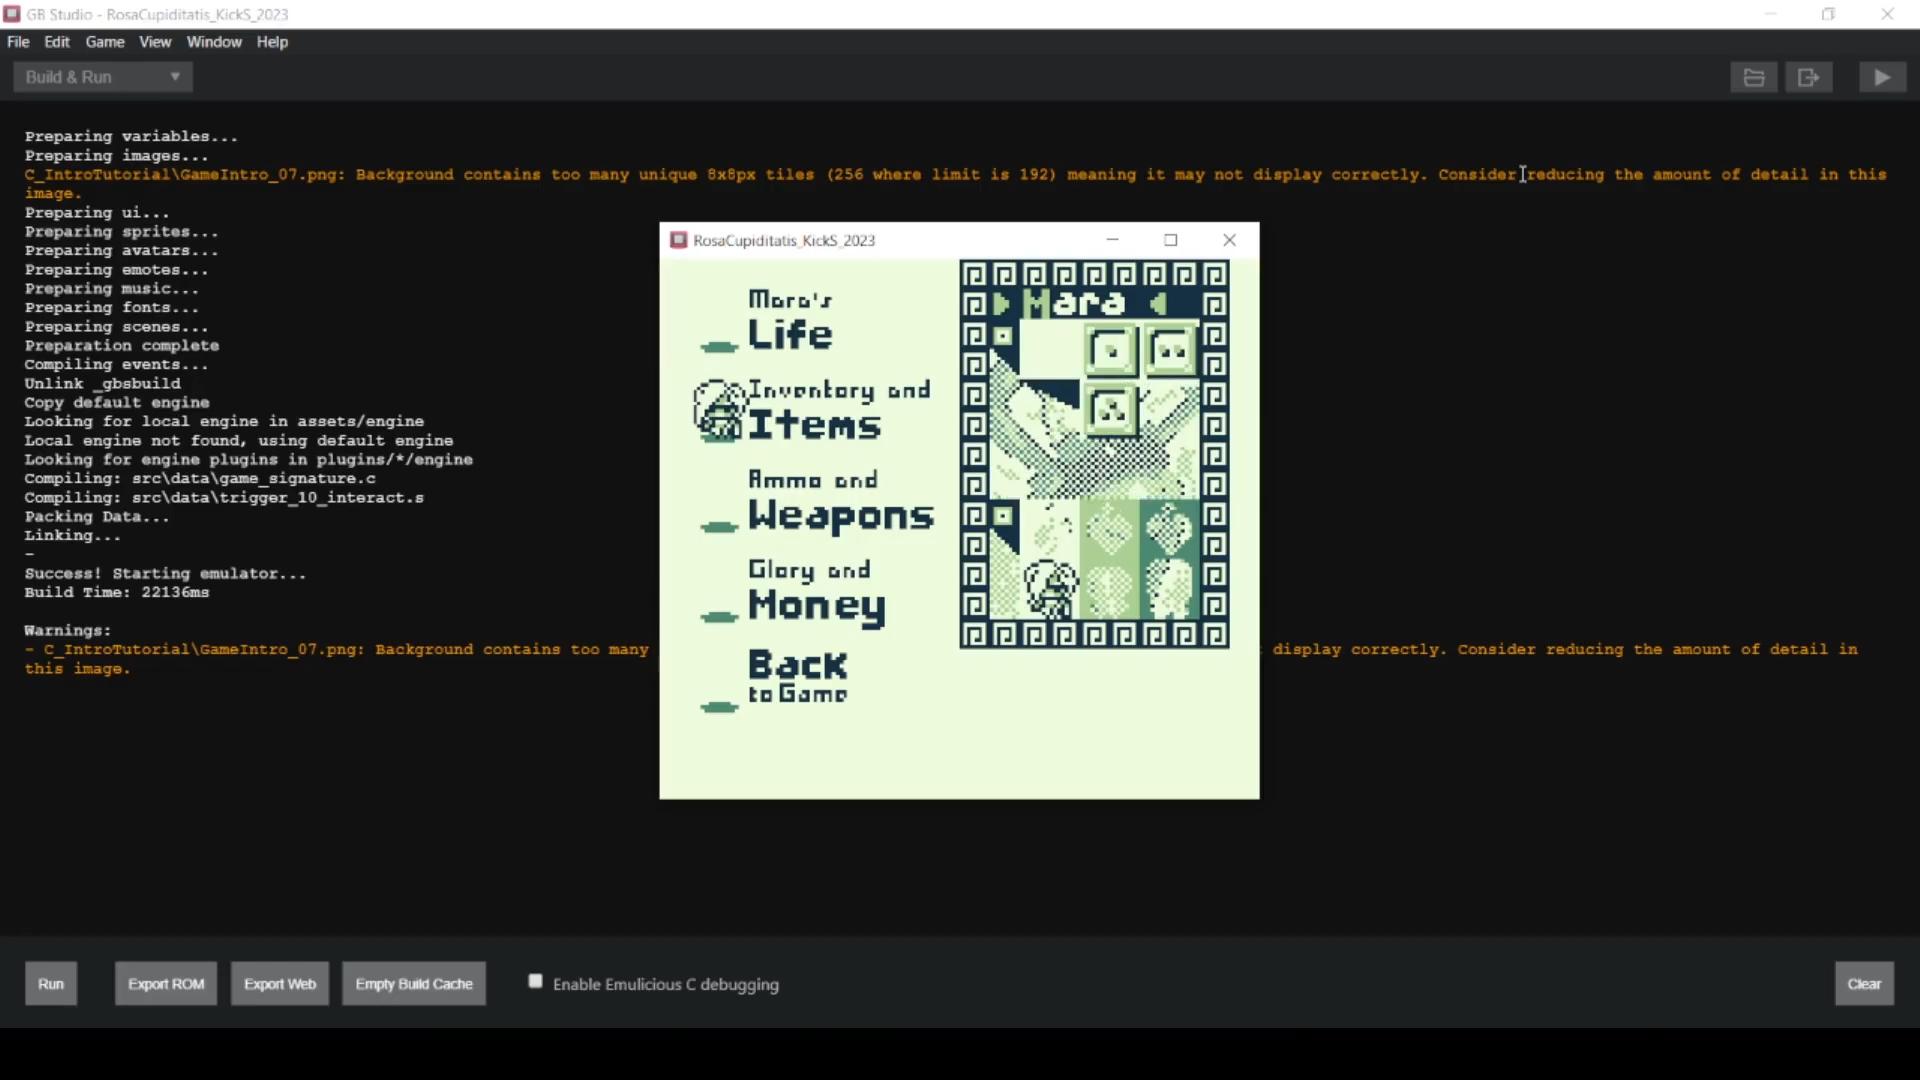 GB Studio - RosaCupiditatis_KickS_2023
File Edit Game View Window Help
Build & Run
Preparing variables...
Preparing images...
C_IntroTutorial\GameIntro_07.png: Background contains too many unique 8x8px tiles (256 where limit is 192) meaning it may not display correctly. Consider reducing the amount of detail in this
image.
Preparing ui...
Preparing sprites...
Preparing avatars...
Preparing emotes...
Preparing music...
Preparing fonts...
Preparing scenes...
Preparation complete
Compiling events...
Unlink _gbsbuild
Copy default engine
Looking for local engine in assets/engine
Local engine not found, using default engine
Looking for engine plugins in plugins/*/engine
Compiling: src\data\game_signature.c
Compiling: src\data\trigger_10_interact.s
Packing Data...
Linking...
-
Success! Starting emulator...
Build Time: 22136ms
Warnings:
- C_IntroTutorial\GameIntro_07.png: Background contains too many display correctly. Consider reducing the amount of detail in
this image.
RosaCupiditatis_KickS_2023
Mara's
Life
Inventory and
Items
Ammo and
Weapons
Glory and
Money
Back
to Game
Mara
Run
Export ROM
Export Web
Empty Build Cache
Enable Emulicious C debugging
Clear